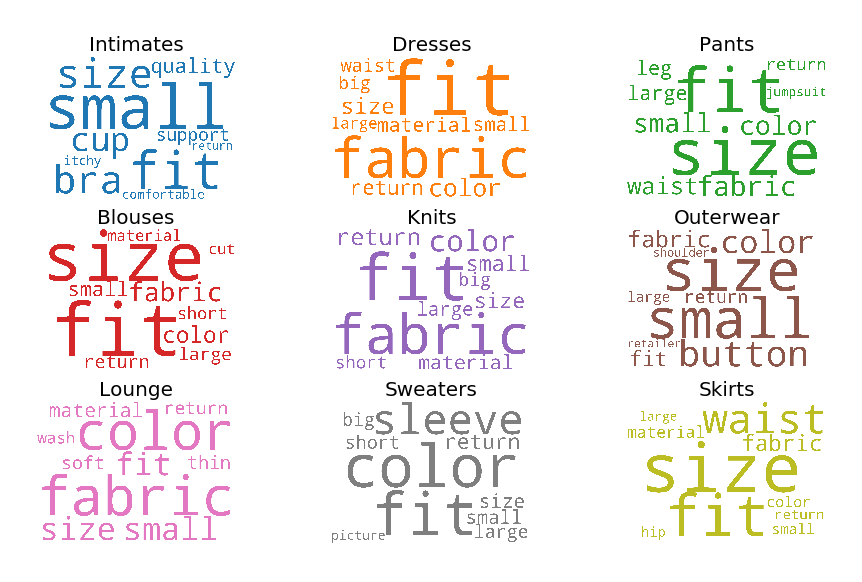 Intimates
size quality
small
cup support
return
itchy
bra fit
comfortable
Dresses
waist fit
big
size
large material small
fabric
return color
Pants
leg fit return
large jumpsuit
small color
size
waist fabric
Blouses
material
size cut
small fabric
fit short
color
large
return
Knits
return color
fit small
big
large size
fabric
short material
Outerwear
fabric color
shoulder
size
large return
small
retailer
fit button
Lounge
material return
wash color
soft fit thin
fabric
size small
Sweaters
big sleeve
short return
color
fit size
small
picture large
Skirts
large waist
material
fabric
size
fit color
return
hip small